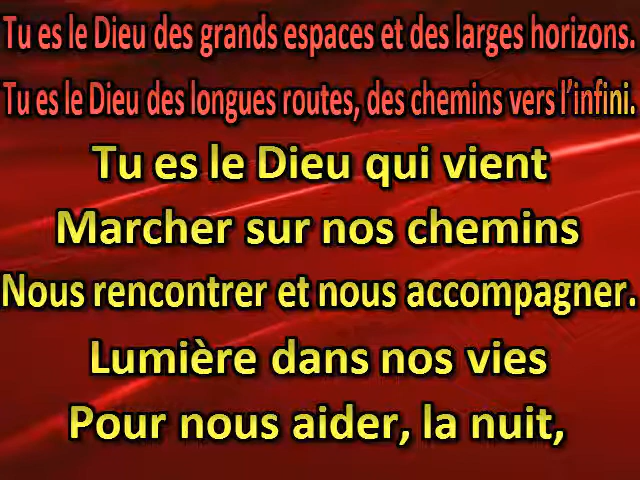 Tu es le Dieu des grands espaces et des larges horizons.
Tu es le Dieu des longues routes, des chemins vers l’infini.
Tu es le Dieu qui vient
Marcher sur nos chemins
Nous rencontrer et nous accompagner.
Lumière dans nos vies
Pour nous aider, la nuit,